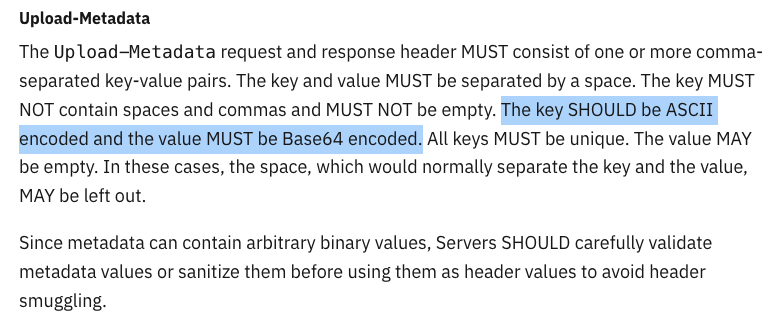 Upload-Metadata
The Upload-Metadata request and response header MUST consist of one or more comma-
separated key-value pairs. The key and value MUST be separated by a space. The key MUST
NOT contain spaces and commas and MUST NOT be empty. The key SHOULD be ASCII
encoded and the value MUST be Base64 encoded. All keys MUST be unique. The value MAY
be empty. In these cases, the space, which would normally separate the key and the value,
MAY be left out.
Since metadata can contain arbitrary binary values, Servers SHOULD carefully validate
metadata values or sanitize them before using them as header values to avoid header
smuggling.